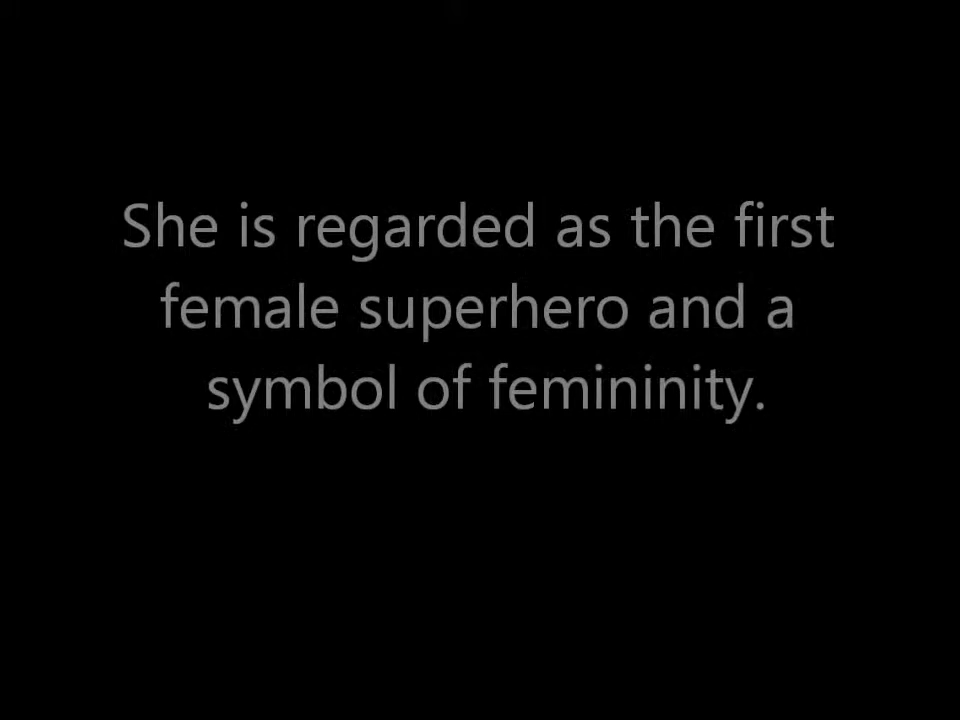 She is regarded as the first
female superhero and a
symbol of femininity.